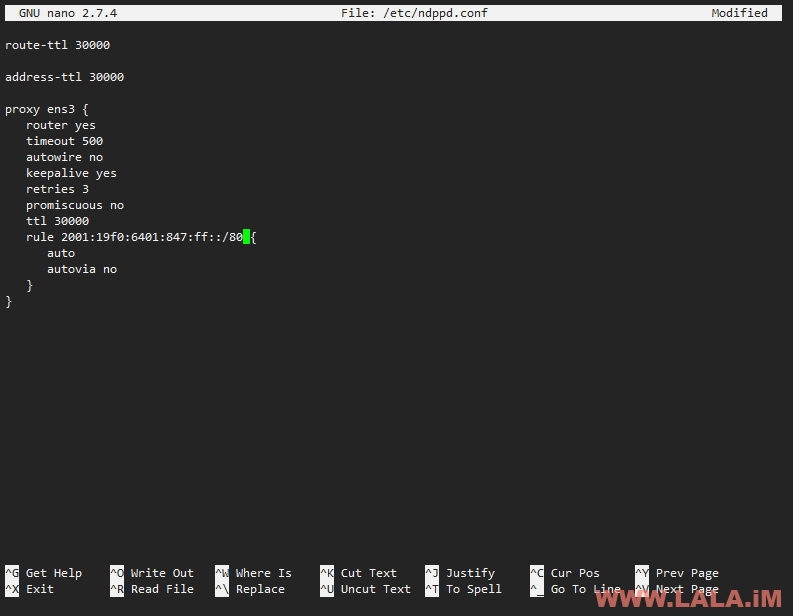 GNU nano 2.7.4 File: /etc/ndppd.conf Modified
route-ttl 30000
address-ttl 30000
proxy ens3 {
router yes
timeout 500
autowire no
keepalive yes
retries 3
promiscuous no
ttl 30000
rule 2001:19f0:6401:847:ff::/80 {
auto
autovia no
}
}
^G Get Help ^O Write Out ^W Where Is ^K Cut Text ^J Justify ^C Cur Pos ^Y Prev Page
^X Exit ^R Read File ^\ Replace ^U Uncut Text ^T To Spell ^_ Go To Line ^V Next Page
WWW.LALA.iM